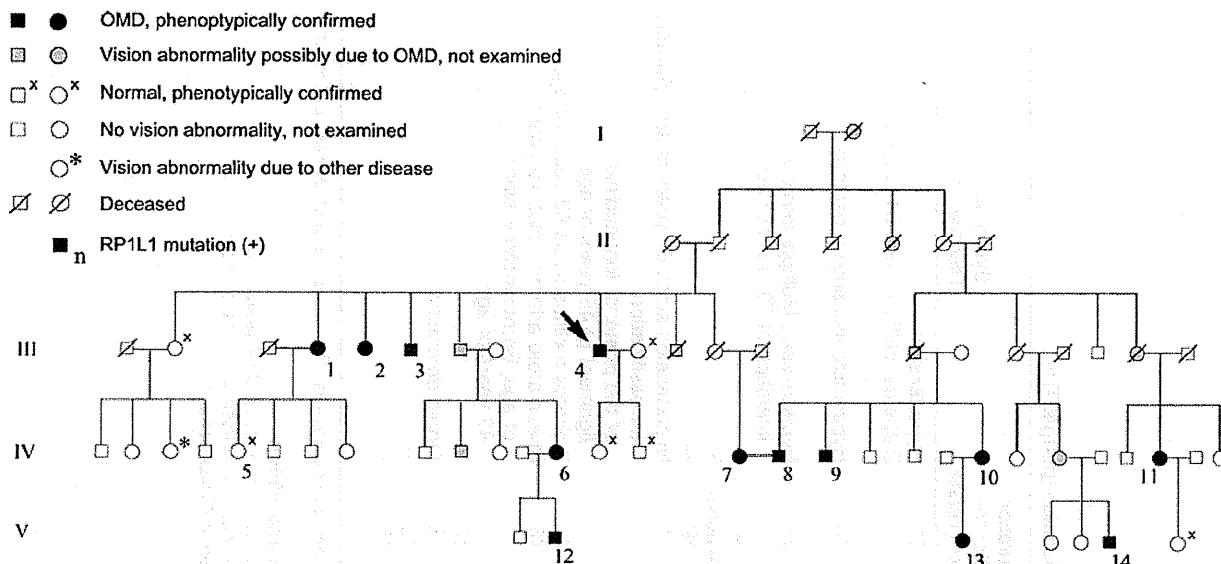 OMD, phenoptypically confirmed
Vision abnormality possibly due to OMD, not examined
x x Normal, phenotypically confirmed
No vision abnormality, not examined
* Vision abnormality due to other disease
Deceased
n RP1L1 mutation (+)
I
II
III
x x
1 2 3 4
IV
* x x x
5 6 7 8 9 10 11
V
x
12 13 14